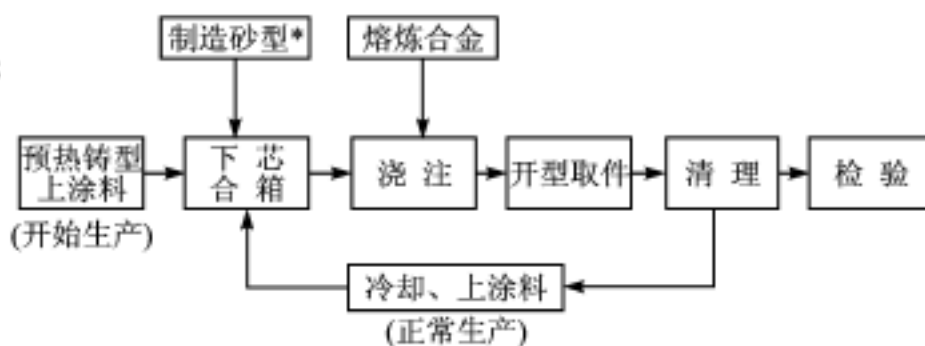 制造砂型*
熔炼合金
预热铸型
上涂料
下芯
合箱
浇注
开型取件
清理
检验
(开始生产)
冷却、上涂料
(正常生产)